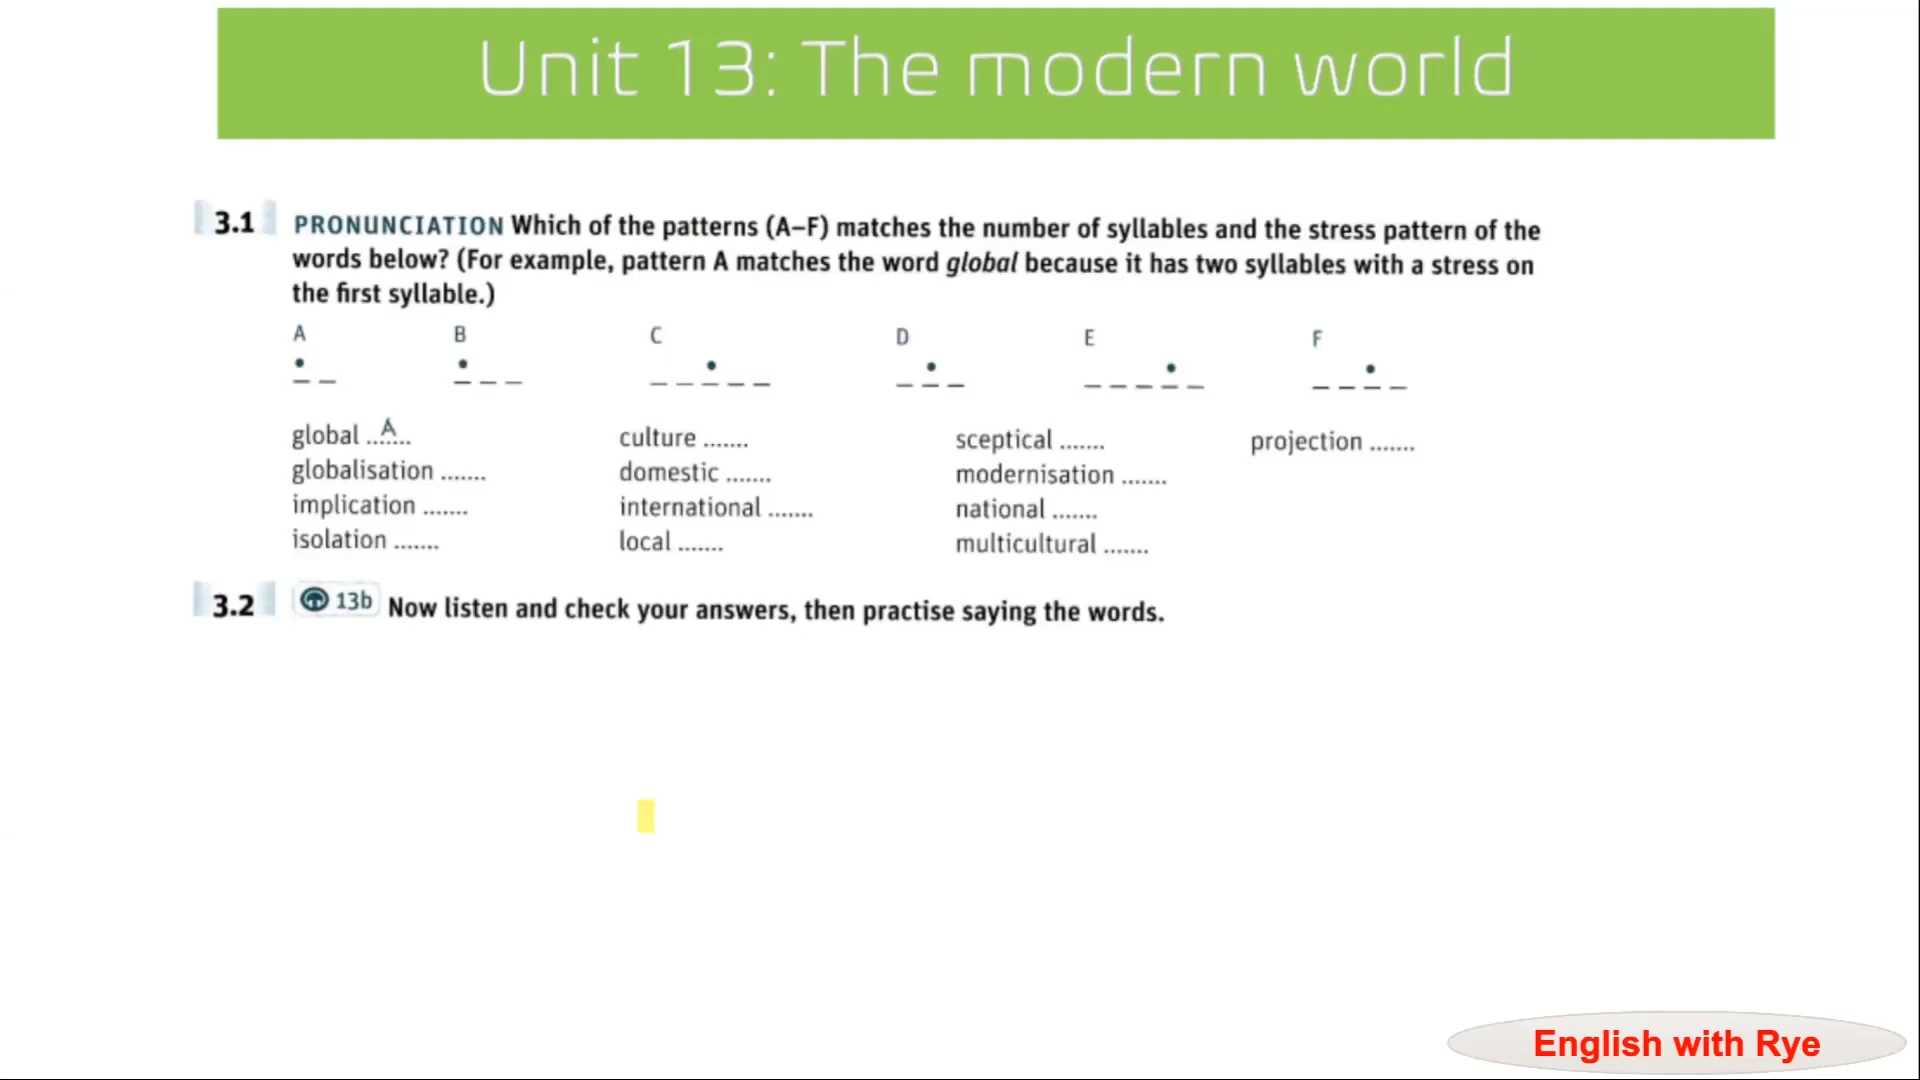 Unit 13: The modern world
3.1 PRONUNCIATION Which of the patterns (A–F) matches the number of syllables and the stress pattern of the
words below? (For example, pattern A matches the word global because it has two syllables with a stress on
the first syllable.)
A B C D E F
global ...A... culture ....... sceptical ....... projection .......
globalisation ....... domestic ....... modernisation .......
implication ....... international ....... national .......
isolation ....... local ....... multicultural .......
3.2 13b Now listen and check your answers, then practise saying the words.
English with Rye